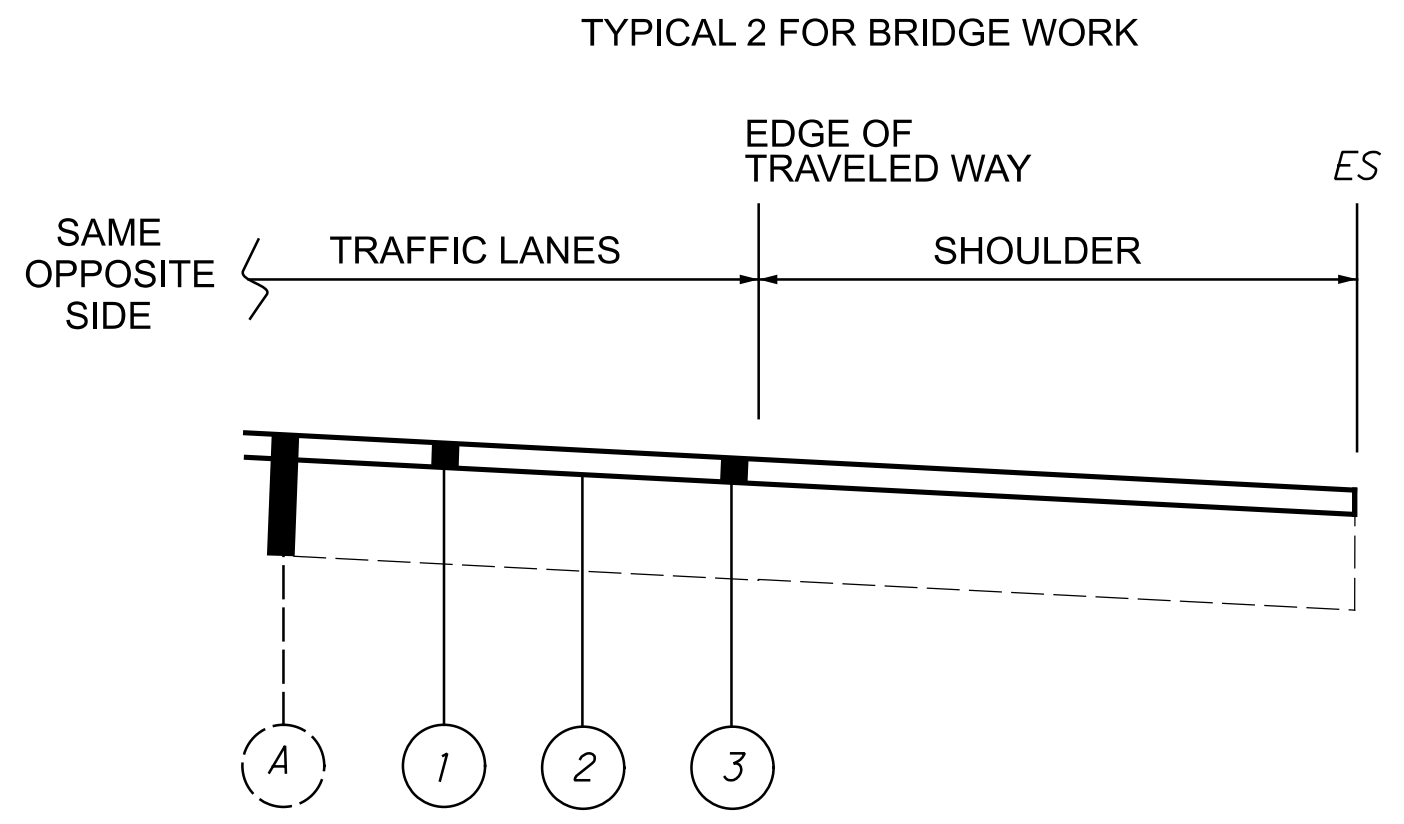 TYPICAL 2 FOR BRIDGE WORK
EDGE OF
TRAVELED WAY
ES
SAME
OPPOSITE
SIDE
TRAFFIC LANES
SHOULDER
A
1
2
3